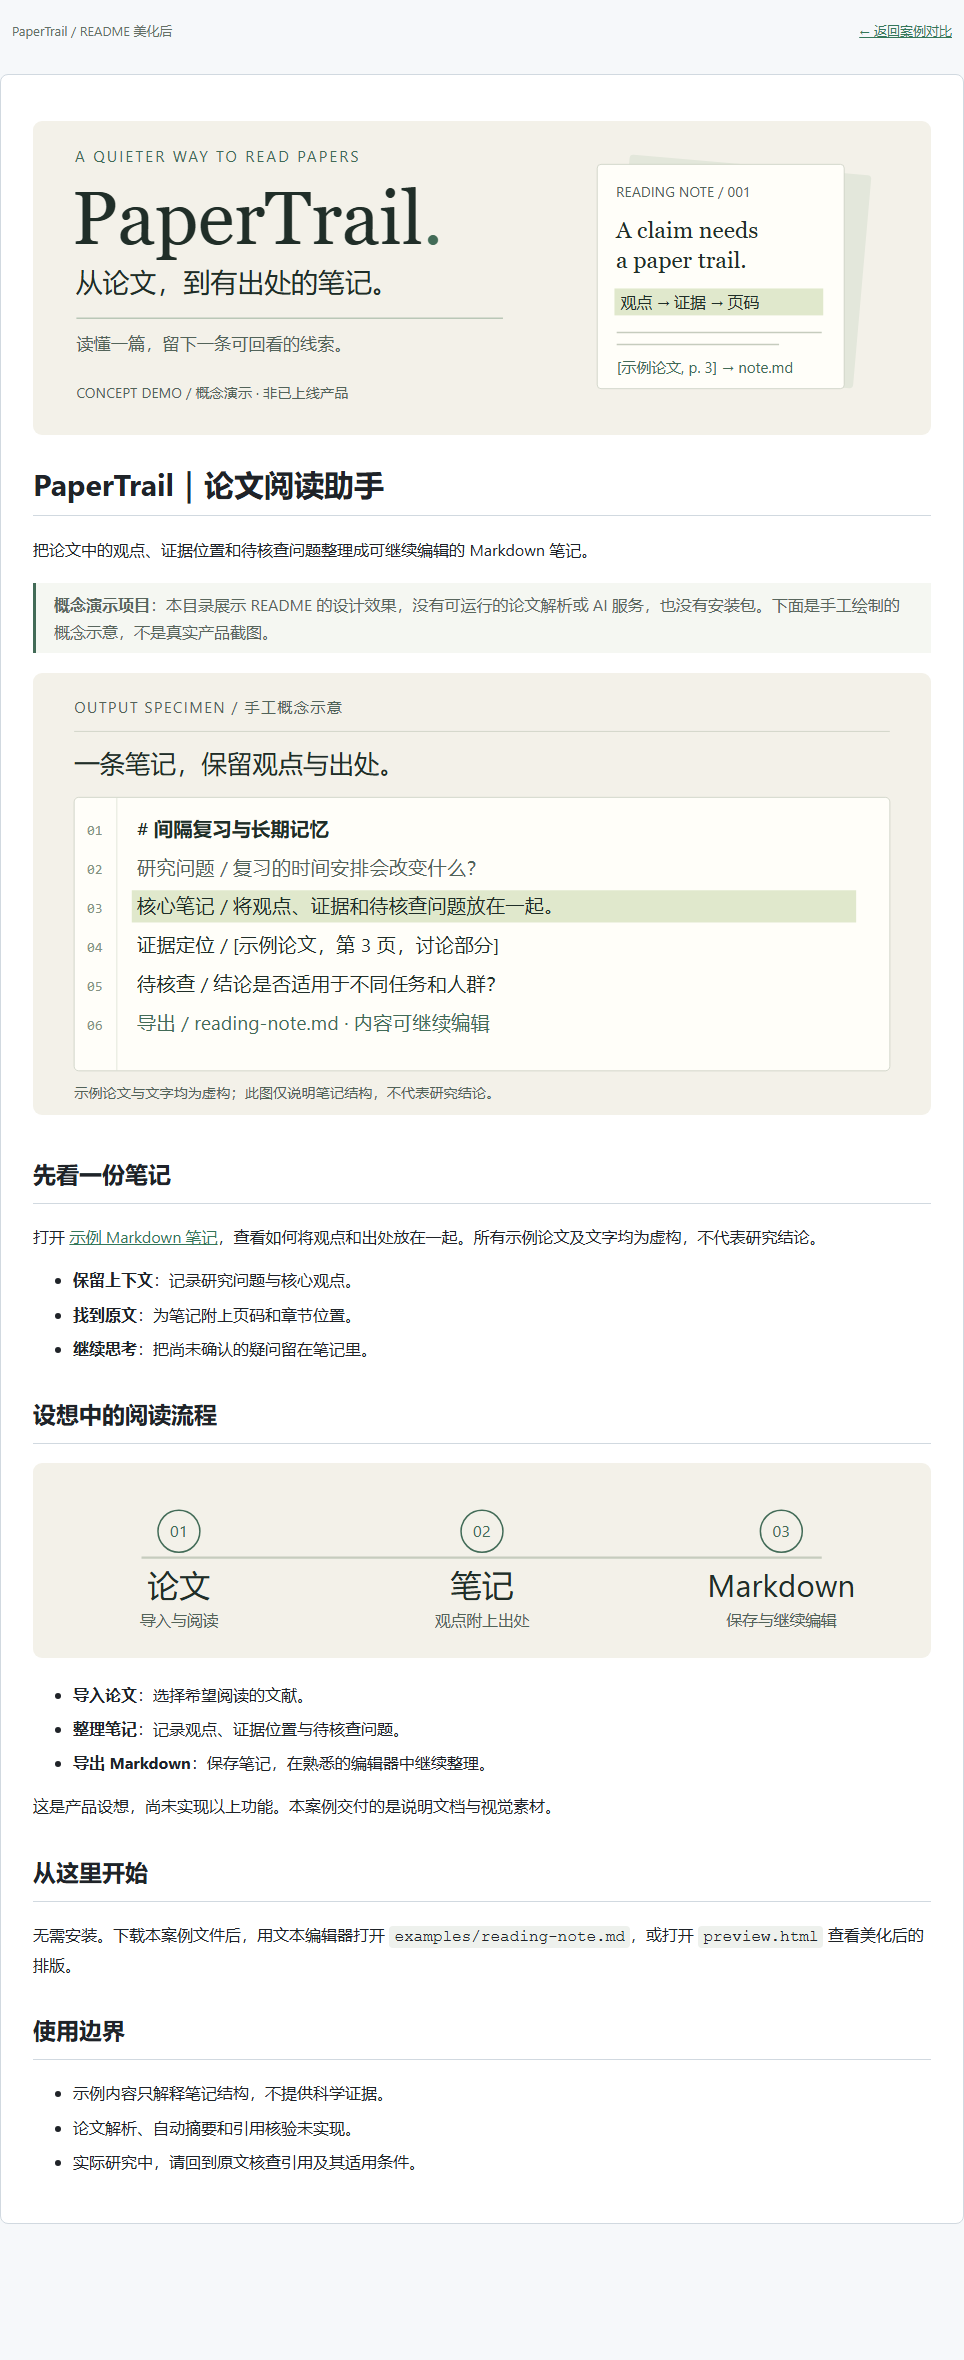 PaperTrail / README 美化后
← 返回案例对比
A QUIETER WAY TO READ PAPERS
PaperTrail.
从论文，到有出处的笔记。
读懂一篇，留下一条可回看的线索。
CONCEPT DEMO / 概念演示 · 非已上线产品
READING NOTE / 001
A claim needs
a paper trail.
观点 → 证据 → 页码
[示例论文, p. 3] → note.md
PaperTrail｜论文阅读助手
把论文中的观点、证据位置和待核查问题整理成可继续编辑的 Markdown 笔记。
概念演示项目：本目录展示 README 的设计效果，没有可运行的论文解析或 AI 服务，也没有安装包。下面是手工绘制的
概念示意，不是真实产品截图。
OUTPUT SPECIMEN / 手工概念示意
一条笔记，保留观点与出处。
01 # 间隔复习与长期记忆
02 研究问题 / 复习的时间安排会改变什么？
03 核心笔记 / 将观点、证据和待核查问题放在一起。
04 证据定位 / [示例论文，第 3 页，讨论部分]
05 待核查 / 结论是否适用于不同任务和人群？
06 导出 / reading-note.md · 内容可继续编辑
示例论文与文字均为虚构；此图仅说明笔记结构，不代表研究结论。
先看一份笔记
打开 示例 Markdown 笔记，查看如何将观点和出处放在一起。所有示例论文及文字均为虚构，不代表研究结论。
• 保留上下文：记录研究问题与核心观点。
• 找到原文：为笔记附上页码和章节位置。
• 继续思考：把尚未确认的疑问留在笔记里。
设想中的阅读流程
01
02
03
论文
笔记
Markdown
导入与阅读
观点附上出处
保存与继续编辑
• 导入论文：选择希望阅读的文献。
• 整理笔记：记录观点、证据位置与待核查问题。
• 导出 Markdown：保存笔记，在熟悉的编辑器中继续整理。
这是产品设想，尚未实现以上功能。本案例交付的是说明文档与视觉素材。
从这里开始
无需安装。下载本案例文件后，用文本编辑器打开 examples/reading-note.md，或打开 preview.html 查看美化后的
排版。
使用边界
• 示例内容只解释笔记结构，不提供科学证据。
• 论文解析、自动摘要和引用核验未实现。
• 实际研究中，请回到原文核查引用及其适用条件。